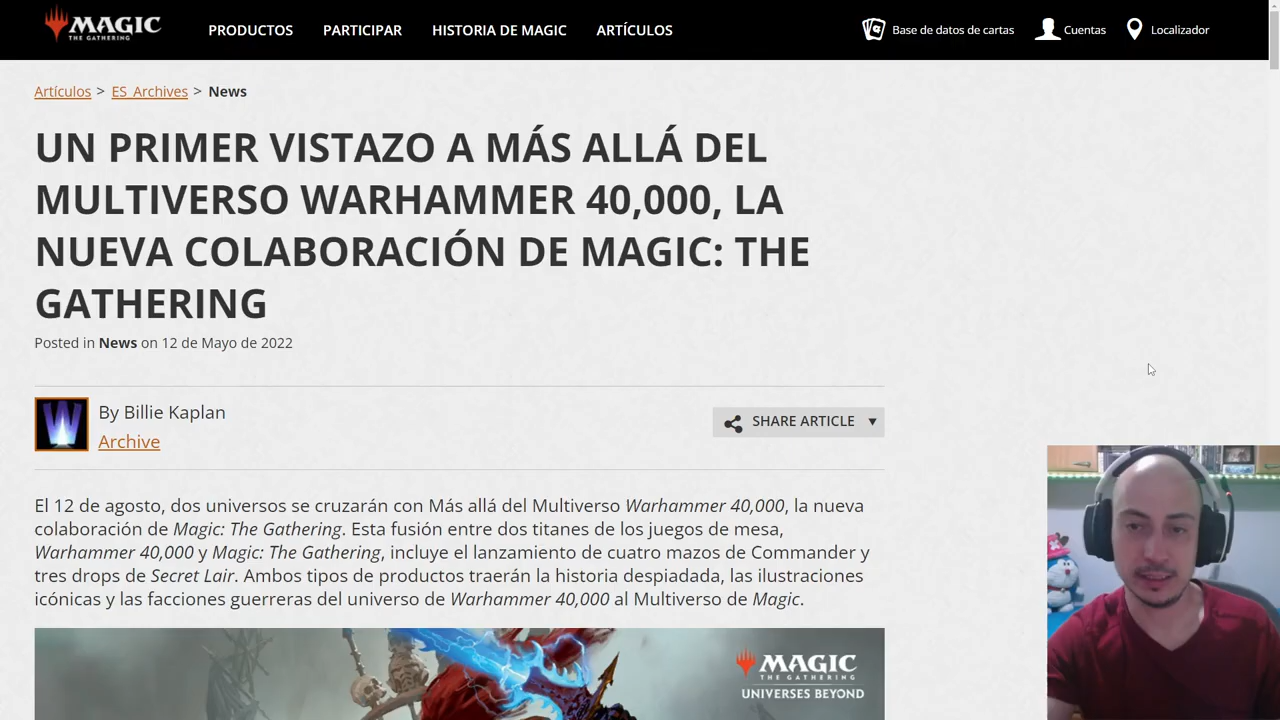 MAGIC
THE GATHERING
PRODUCTOS PARTICIPAR HISTORIA DE MAGIC ARTÍCULOS Base de datos de cartas Cuentas Localizador
Artículos > ES_Archives > News
UN PRIMER VISTAZO A MÁS ALLÁ DEL
MULTIVERSO WARHAMMER 40,000, LA
NUEVA COLABORACIÓN DE MAGIC: THE
GATHERING
Posted in News on 12 de Mayo de 2022
By Billie Kaplan
Archive
SHARE ARTICLE
El 12 de agosto, dos universos se cruzarán con Más allá del Multiverso Warhammer 40,000, la nueva
colaboración de Magic: The Gathering. Esta fusión entre dos titanes de los juegos de mesa,
Warhammer 40,000 y Magic: The Gathering, incluye el lanzamiento de cuatro mazos de Commander y
tres drops de Secret Lair. Ambos tipos de productos traerán la historia despiadada, las ilustraciones
icónicas y las facciones guerreras del universo de Warhammer 40,000 al Multiverso de Magic.
MAGIC
THE GATHERING
UNIVERSES BEYOND